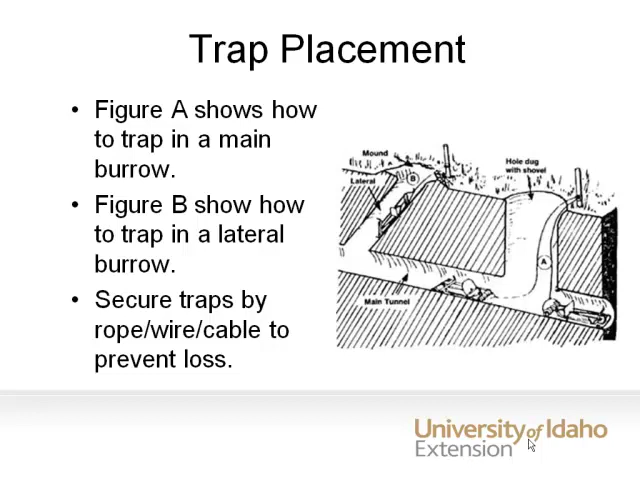 Trap Placement
• Figure A shows how
to trap in a main
burrow.
• Figure B show how
to trap in a lateral
burrow.
• Secure traps by
rope/wire/cable to
prevent loss.
Mound
B
Lateral
Hole dug
with shovel
A
Main Tunnel
University of Idaho
Extension